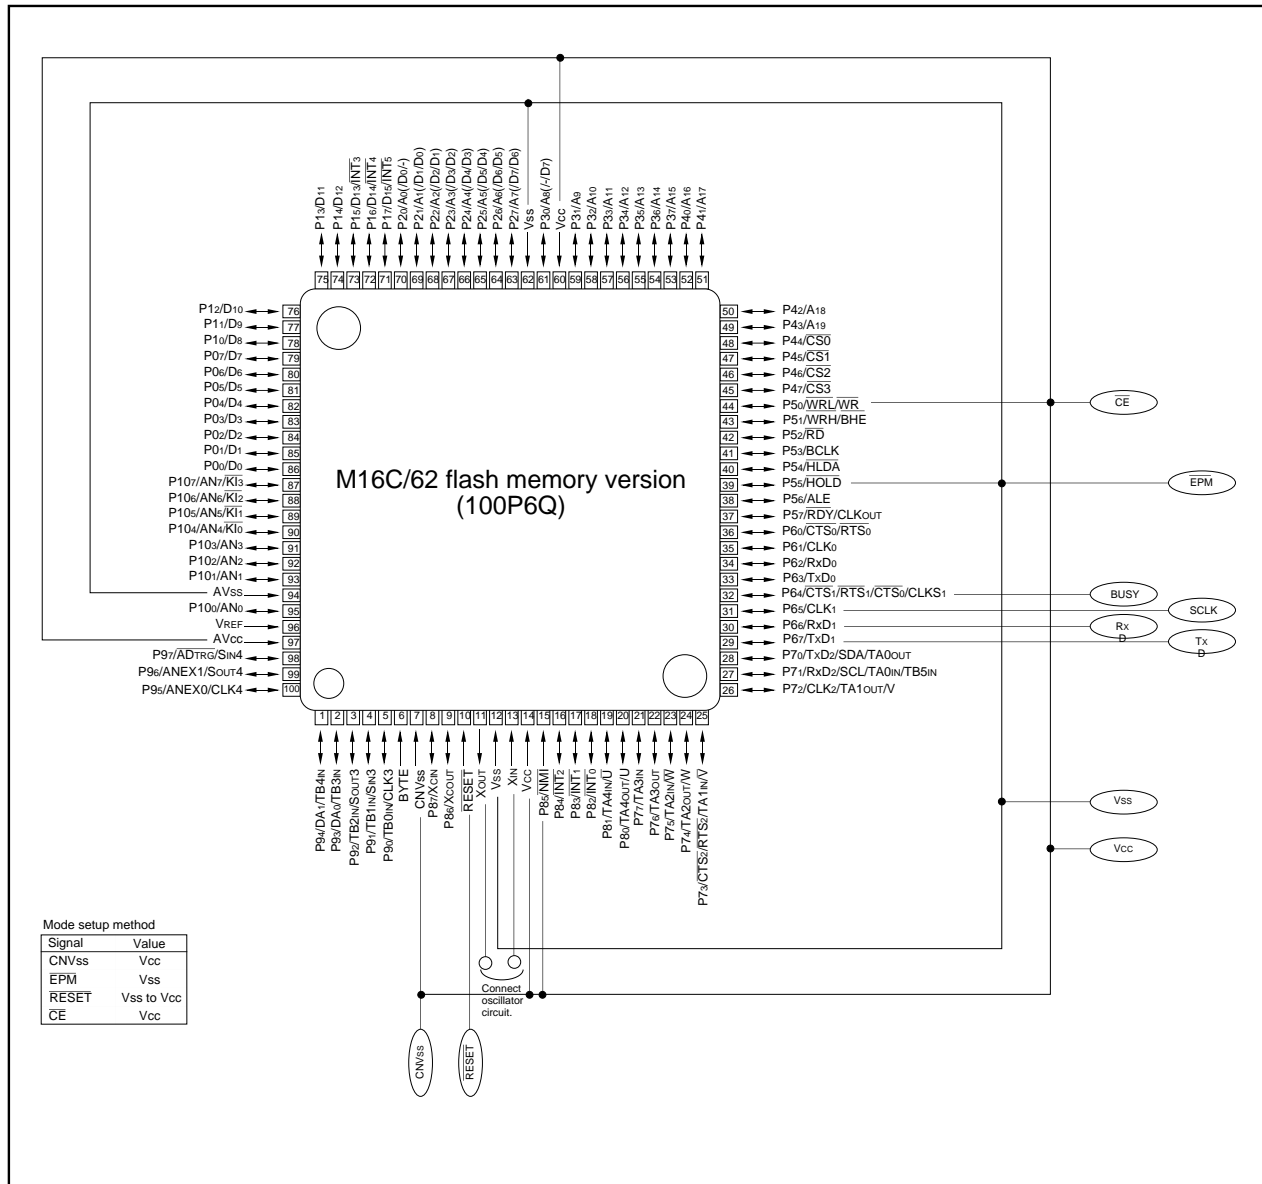 P13/D11
P14/D12
P15/D13/INT3
P16/D14/INT4
P17/D15/INT5
P20/A0(/D0/-)
P21/A1(/D1/D0)
P22/A2(/D2/D1)
P23/A3(/D3/D2)
P24/A4(/D4/D3)
P25/A5(/D5/D4)
P26/A6(/D6/D5)
P27/A7(/D7/D6)
Vss
P30/A8(/-/D7)
Vcc
P31/A9
P32/A10
P33/A11
P34/A12
P35/A13
P36/A14
P37/A15
P40/A16
P41/A17
75 74 73 72 71 70 69 68 67 66 65 64 63 62 61 60 59 58 57 56 55 54 53 52 51
P12/D10 76
P11/D9 77
P10/D8 78
P07/D7 79
P06/D6 80
P05/D5 81
P04/D4 82
P03/D3 83
P02/D2 84
P01/D1 85
P00/D0 86
P107/AN7/KI3 87
P106/AN6/KI2 88
P105/AN5/KI1 89
P104/AN4/KI0 90
P103/AN3 91
P102/AN2 92
P101/AN1 93
AVSS 94
P100/AN0 95
VREF 96
AVCC 97
P97/ADTRG/SIN4 98
P96/ANEX1/SOUT4 99
P95/ANEX0/CLK4 100
M16C/62 flash memory version
(100P6Q)
50 P42/A18
49 P43/A19
48 P44/CS0
47 P45/CS1
46 P46/CS2
45 P47/CS3
44 P50/WRL/WR
43 P51/WRH/BHE
42 P52/RD
41 P53/BCLK
40 P54/HLDA
39 P55/HOLD
38 P56/ALE
37 P57/RDY/CLKOUT
36 P60/CTS0/RTS0
35 P61/CLK0
34 P62/RxD0
33 P63/TxD0
32 P64/CTS1/RTS1/CTS0/CLKS1
31 P65/CLK1
30 P66/RxD1
29 P67/TxD1
28 P70/TxD2/SDA/TA0OUT
27 P71/RxD2/SCL/TA0IN/TB5IN
26 P72/CLK2/TA1OUT/V
CE
EPM
BUSY
SCLK
Rx
D
Tx
D
Vss
Vcc
1 2 3 4 5 6 7 8 9 10 11 12 13 14 15 16 17 18 19 20 21 22 23 24 25
P94/DA1/TB4IN
P93/DA0/TB3IN
P92/TB2IN/SOUT3
P91/TB1IN/SIN3
P90/TB0IN/CLK3
BYTE
CNVss
P87/XCIN
P86/XCOUT
RESET
XOUT
VSS
XIN
VCC
P85/NMI
P84/INT2
P83/INT1
P82/INT0
P81/TA4IN/U
P80/TA4OUT/U
P77/TA3IN
P76/TA3OUT
P75/TA2IN/W
P74/TA2OUT/W
P73/CTS2/RTS2/TA1IN/V
Connect
oscillator
circuit.
CNVss
RESET
Mode setup method
Signal Value
CNVss Vcc
EPM Vss
RESET Vss to Vcc
CE Vcc